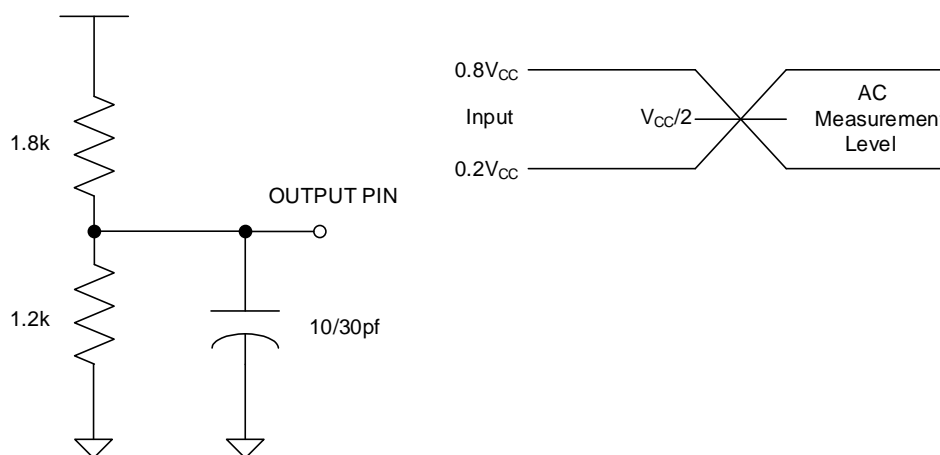 1.8k
1.2k
OUTPUT PIN
10/30pf
0.8VCC
Input
0.2VCC
VCC/2
AC
Measuremen
Level